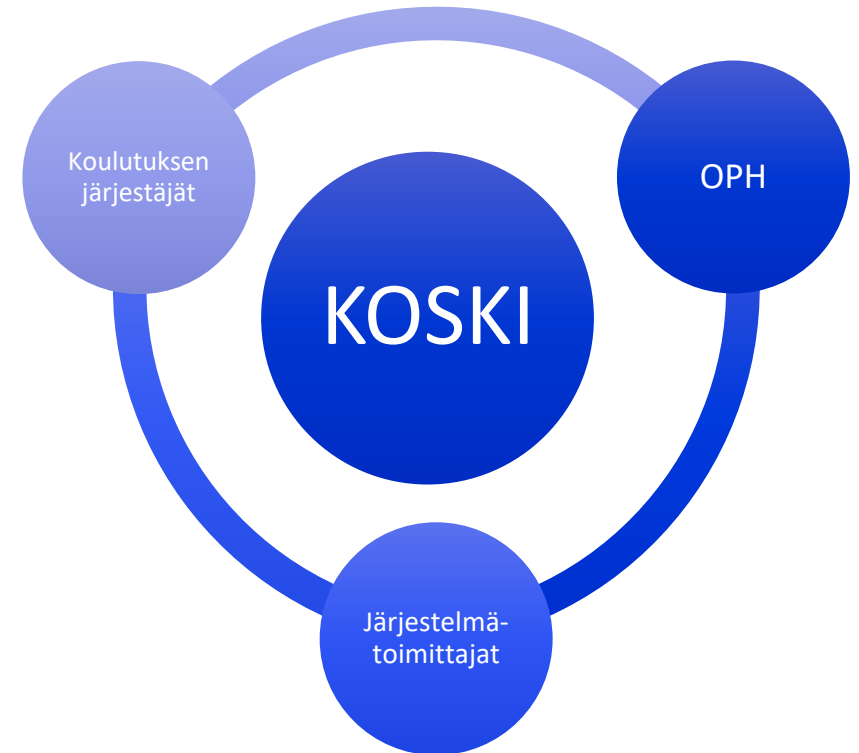 Koulutuksen
järjestäjät
OPH
KOSKI
Järjestelmä-
toimittajat